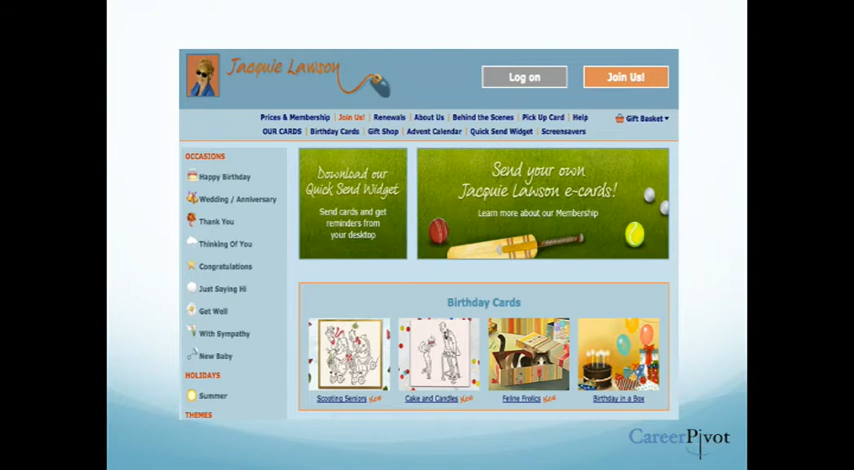 Jacquie Lawson
Log on
Join Us!
Prices & Membership | Join Us! | Renewals | About Us | Behind the Scenes | Pick Up Card | Help
Gift Basket
OUR CARDS | Birthday Cards | Gift Shop | Advent Calendar | Quick Send Widget | Screensavers
OCCASIONS
Happy Birthday
Wedding / Anniversary
Thank You
Thinking Of You
Congratulations
Just Saying Hi
Get Well
With Sympathy
New Baby
HOLIDAYS
Summer
THEMES
Download our
Quick Send Widget
Send cards and get
reminders from
your desktop
Send your own
Jacquie Lawson e-cards!
Learn more about our Membership
Birthday Cards
Scooting Seniors New
Cake and Candles New
Feline Frolics New
Birthday in a Box
CareerPivot